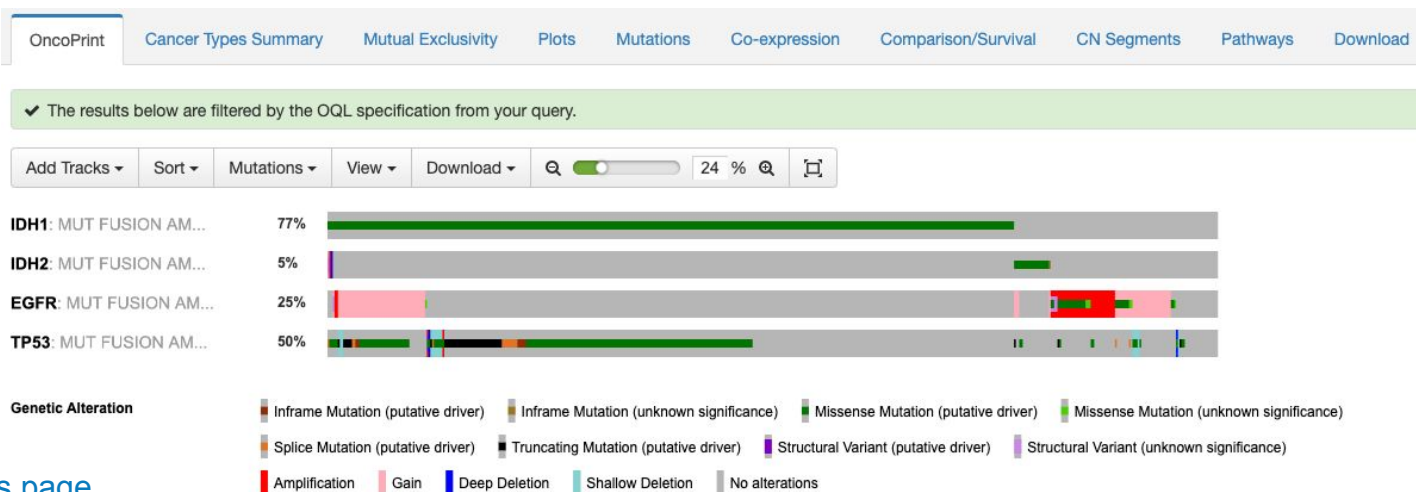 OncoPrint Cancer Types Summary Mutual Exclusivity Plots Mutations Co-expression Comparison/Survival CN Segments Pathways Download
✔ The results below are filtered by the OQL specification from your query.
Add Tracks Sort Mutations View Download 24 %
IDH1: MUT FUSION AM... 77%
IDH2: MUT FUSION AM... 5%
EGFR: MUT FUSION AM... 25%
TP53: MUT FUSION AM... 50%
Genetic Alteration Inframe Mutation (putative driver) Inframe Mutation (unknown significance) Missense Mutation (putative driver) Missense Mutation (unknown significance)
Splice Mutation (putative driver) Truncating Mutation (putative driver) Structural Variant (putative driver) Structural Variant (unknown significance)
Amplification Gain Deep Deletion Shallow Deletion No alterations
s page